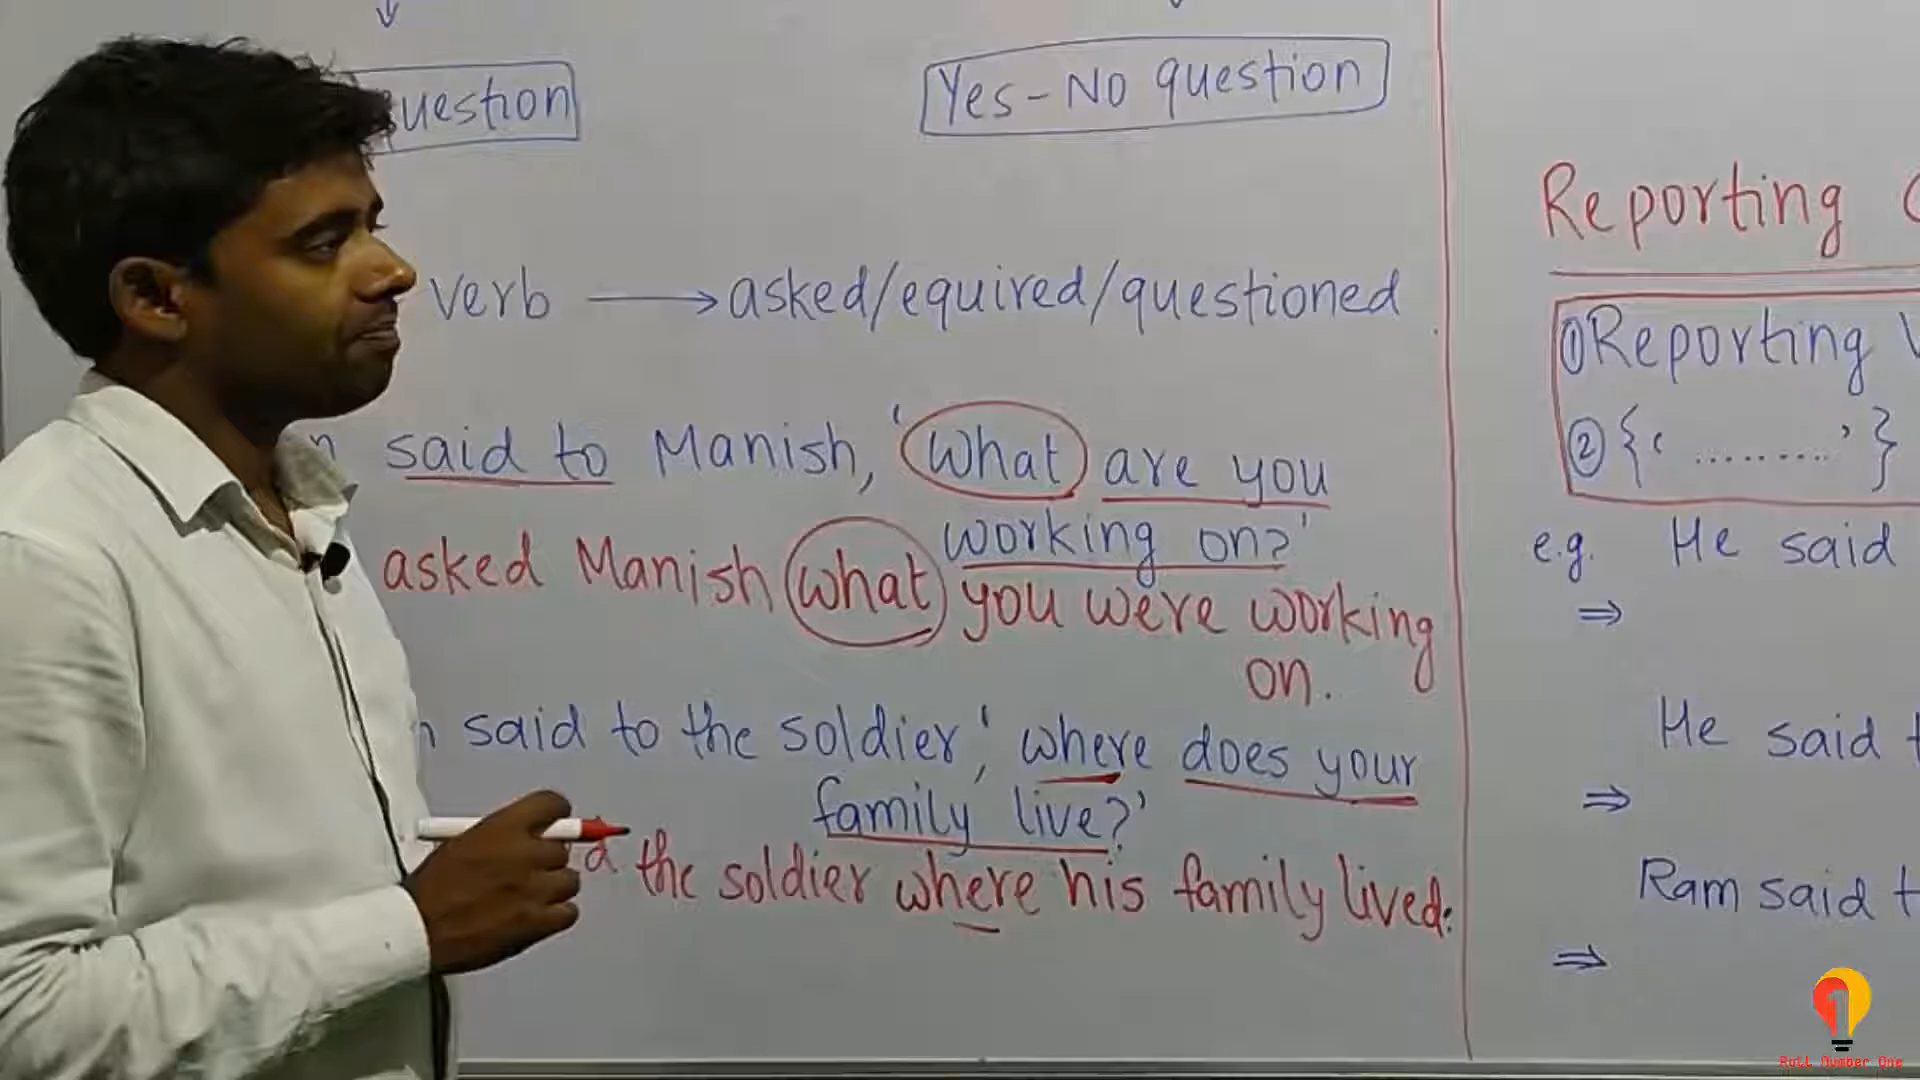 question
Yes-No question
verb → asked/equired/questioned
said to Manish, 'What are you
working on?'
asked Manish what you were working
on.
said to the soldier, 'where does your
family live?'
the soldier where his family lived.
Reporting
① Reporting
② {' ......... '}
e.g. He said
⇒
He said
⇒
Ram said
⇒
Roll Number One